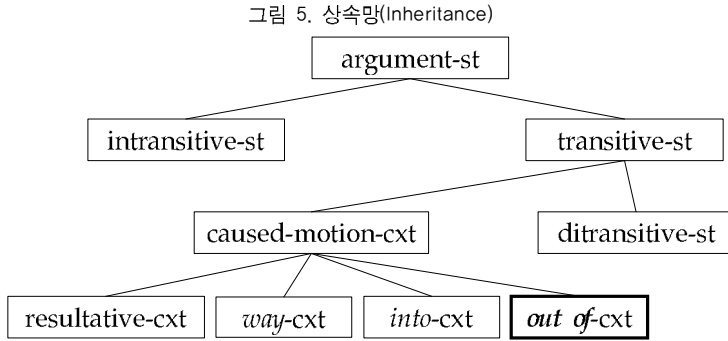 그림 5. 상속망(Inheritance)
argument-st
intransitive-st transitive-st
caused-motion-cxt ditransitive-st
resultative-cxt way-cxt into-cxt out of-cxt